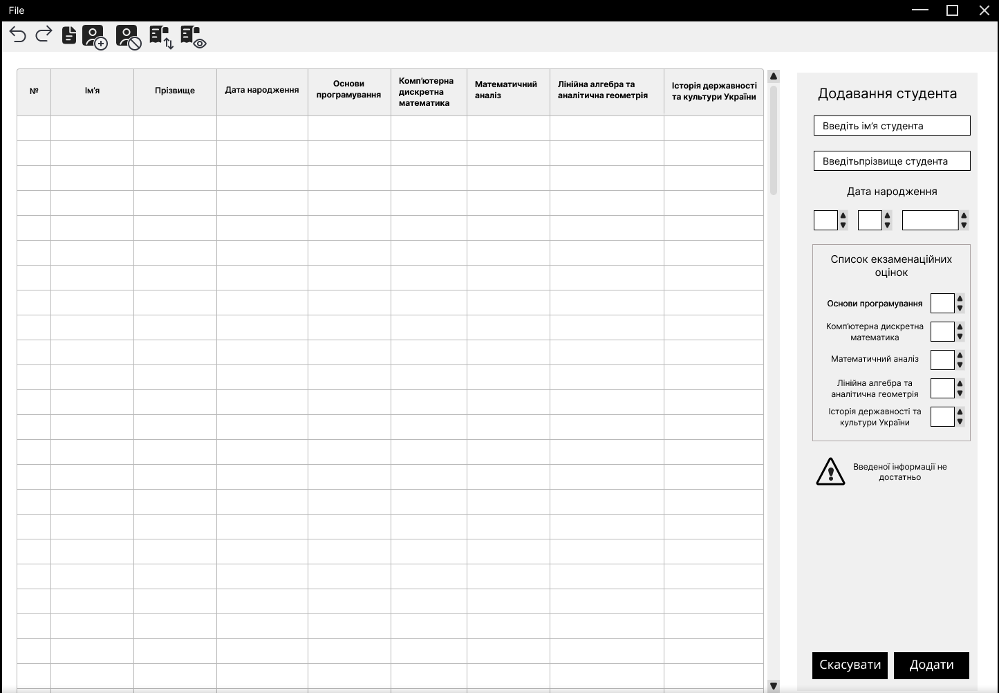 File
№
Ім’я
Прізвище
Дата народження
Основи
програмування
Комп’ютерна
дискретна
математика
Математичний
аналіз
Лінійна алгебра та
аналітична геометрія
Історія державності
та культури України
Додавання студента
Введіть ім’я студента
Введітьпрізвище студента
Дата народження
Список екзаменаційних
оцінок
Основи програмування
Комп’ютерна дискретна
математика
Математичний аналіз
Лінійна алгебра та
аналітична геометрія
Історія державності та
культури України
Введеної інформації не
достатньо
Скасувати
Додати